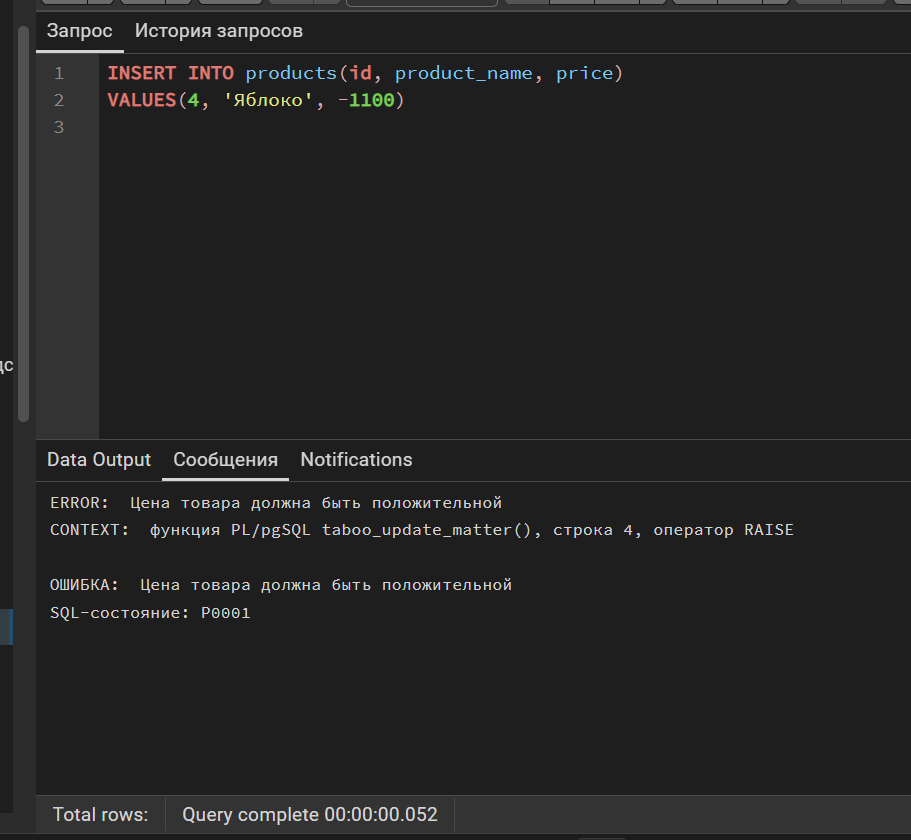 Запрос История запросов
1 INSERT INTO products(id, product_name, price)
2 VALUES(4, 'Яблоко', -1100)
3
дс
Data Output Сообщения Notifications
ERROR:  Цена товара должна быть положительной
CONTEXT:  функция PL/pgSQL taboo_update_matter(), строка 4, оператор RAISE
ОШИБКА:  Цена товара должна быть положительной
SQL-состояние: P0001
Total rows: Query complete 00:00:00.052